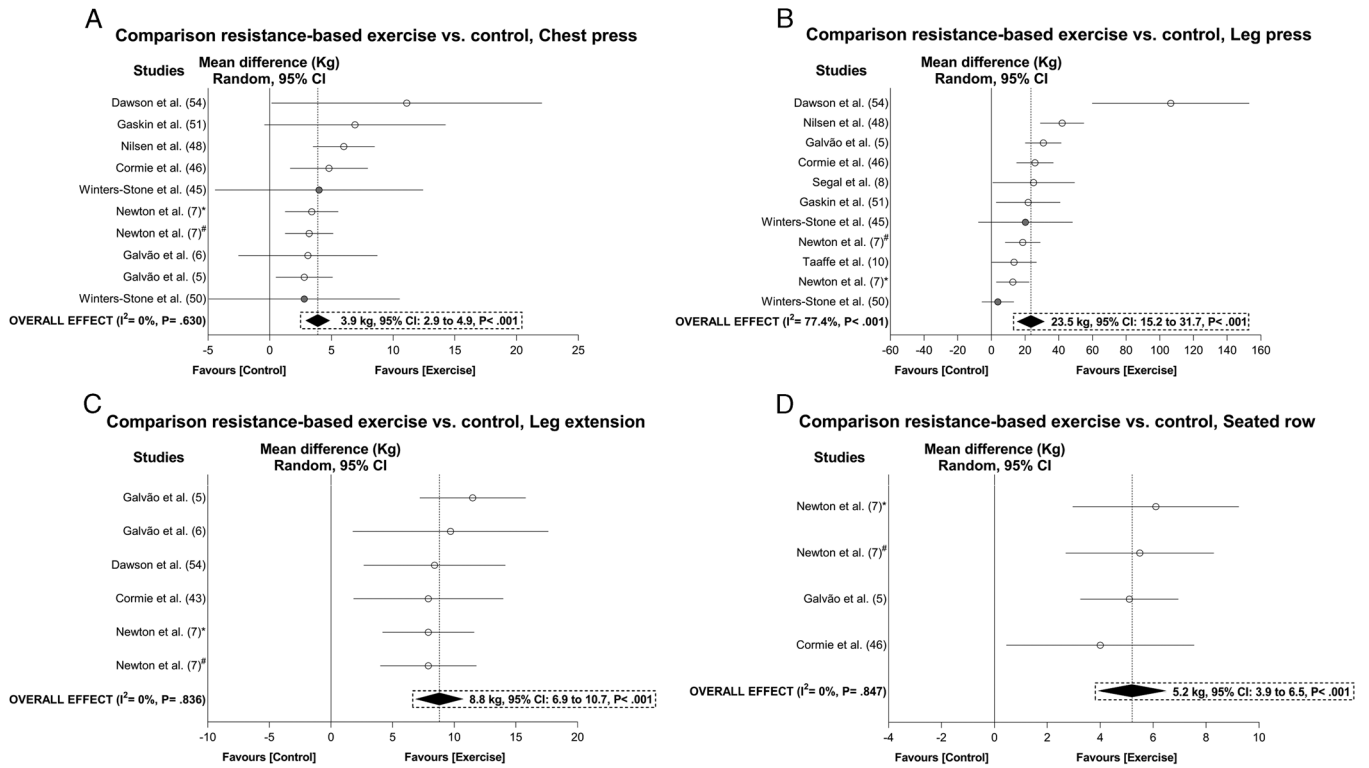 A
Comparison resistance-based exercise vs. control, Chest press
Studies
Mean difference (Kg)
Random, 95% CI
Dawson et al. (54)
Gaskin et al. (51)
Nilsen et al. (48)
Cormie et al. (46)
Winters-Stone et al. (45)
Newton et al. (7)*
Newton et al. (7)#
Galvão et al. (6)
Galvão et al. (5)
Winters-Stone et al. (50)
OVERALL EFFECT (I²= 0%, P= .630)
3.9 kg, 95% CI: 2.9 to 4.9, P< .001
-5 0 5 10 15 20 25
Favours [Control] Favours [Exercise]
B
Comparison resistance-based exercise vs. control, Leg press
Studies
Mean difference (Kg)
Random, 95% CI
Dawson et al. (54)
Nilsen et al. (48)
Galvão et al. (5)
Cormie et al. (46)
Segal et al. (8)
Gaskin et al. (51)
Winters-Stone et al. (45)
Newton et al. (7)#
Taaffe et al. (10)
Newton et al. (7)*
Winters-Stone et al. (50)
OVERALL EFFECT (I²= 77.4%, P< .001)
23.5 kg, 95% CI: 15.2 to 31.7, P< .001
-60 -40 -20 0 20 40 60 80 100 120 140 160
Favours [Control] Favours [Exercise]
C
Comparison resistance-based exercise vs. control, Leg extension
Studies
Mean difference (Kg)
Random, 95% CI
Galvão et al. (5)
Galvão et al. (6)
Dawson et al. (54)
Cormie et al. (43)
Newton et al. (7)*
Newton et al. (7)#
OVERALL EFFECT (I²= 0%, P= .836)
8.8 kg, 95% CI: 6.9 to 10.7, P< .001
-10 -5 0 5 10 15 20
Favours [Control] Favours [Exercise]
D
Comparison resistance-based exercise vs. control, Seated row
Studies
Mean difference (Kg)
Random, 95% CI
Newton et al. (7)*
Newton et al. (7)#
Galvão et al. (5)
Cormie et al. (46)
OVERALL EFFECT (I²= 0%, P= .847)
5.2 kg, 95% CI: 3.9 to 6.5, P< .001
-4 -2 0 2 4 6 8 10
Favours [Control] Favours [Exercise]